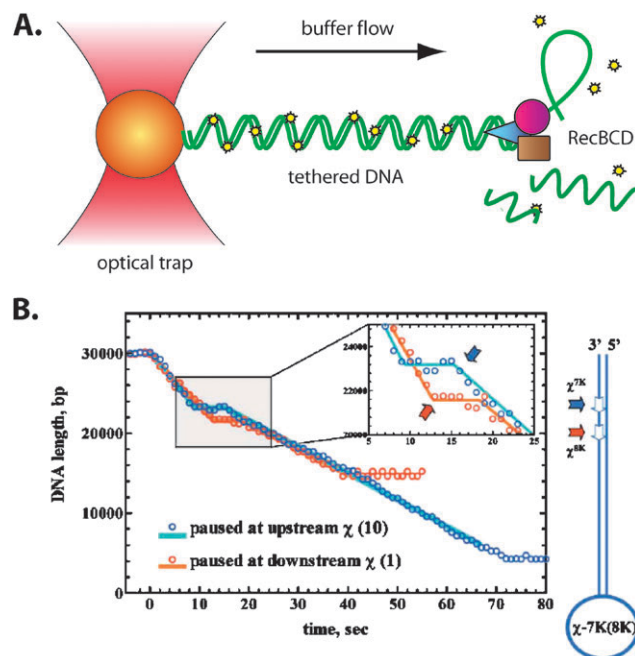 A.
buffer flow
RecBCD
tethered DNA
optical trap
B.
DNA length, bp
30000
20000
10000
0
24000
22000
20000
5 10 15 20 25
paused at upstream χ (10)
paused at downstream χ (1)
0 10 20 30 40 50 60 70 80
time, sec
3’ 5’
χ7K
χ8K
χ-7K(8K)